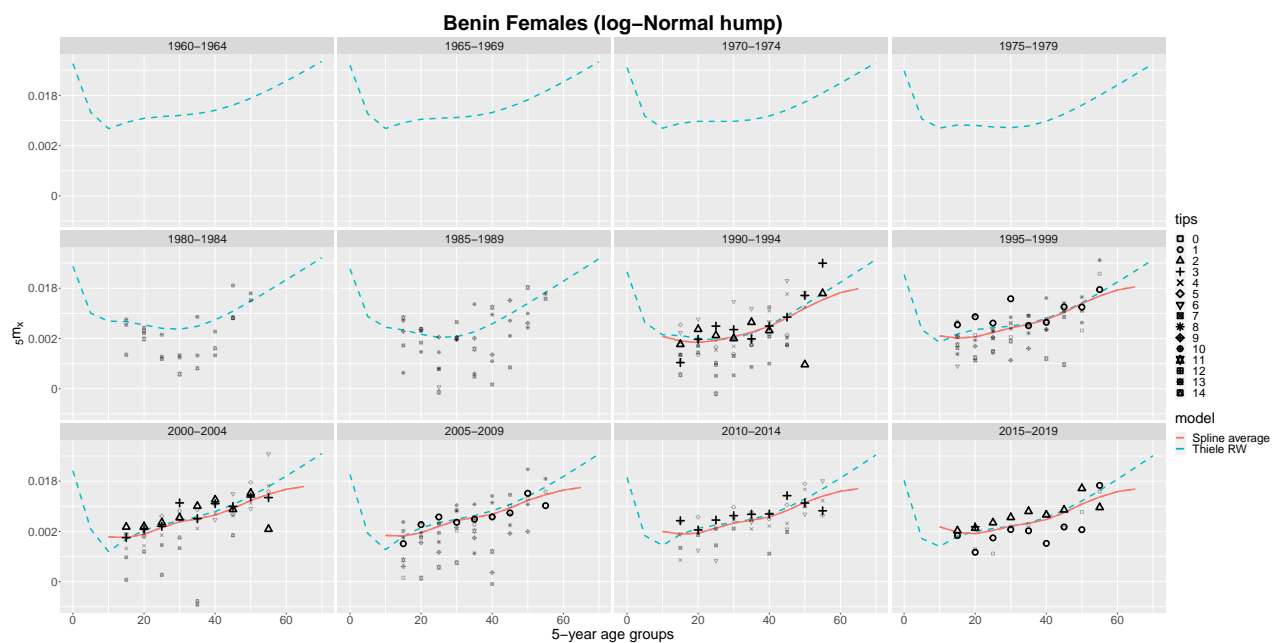 Benin Females (log−Normal hump)
1960−1964 1965−1969 1970−1974 1975−1979
0.018
0.002
0
1980−1984 1985−1989 1990−1994 1995−1999
0.018
0.002
0
2000−2004 2005−2009 2010−2014 2015−2019
0.018
0.002
0
0 20 40 60 0 20 40 60 0 20 40 60 0 20 40 60
5−year age groups
5mx
tips
0
1
2
3
4
5
6
7
8
9
10
11
12
13
14
model
Spline average
Thiele RW